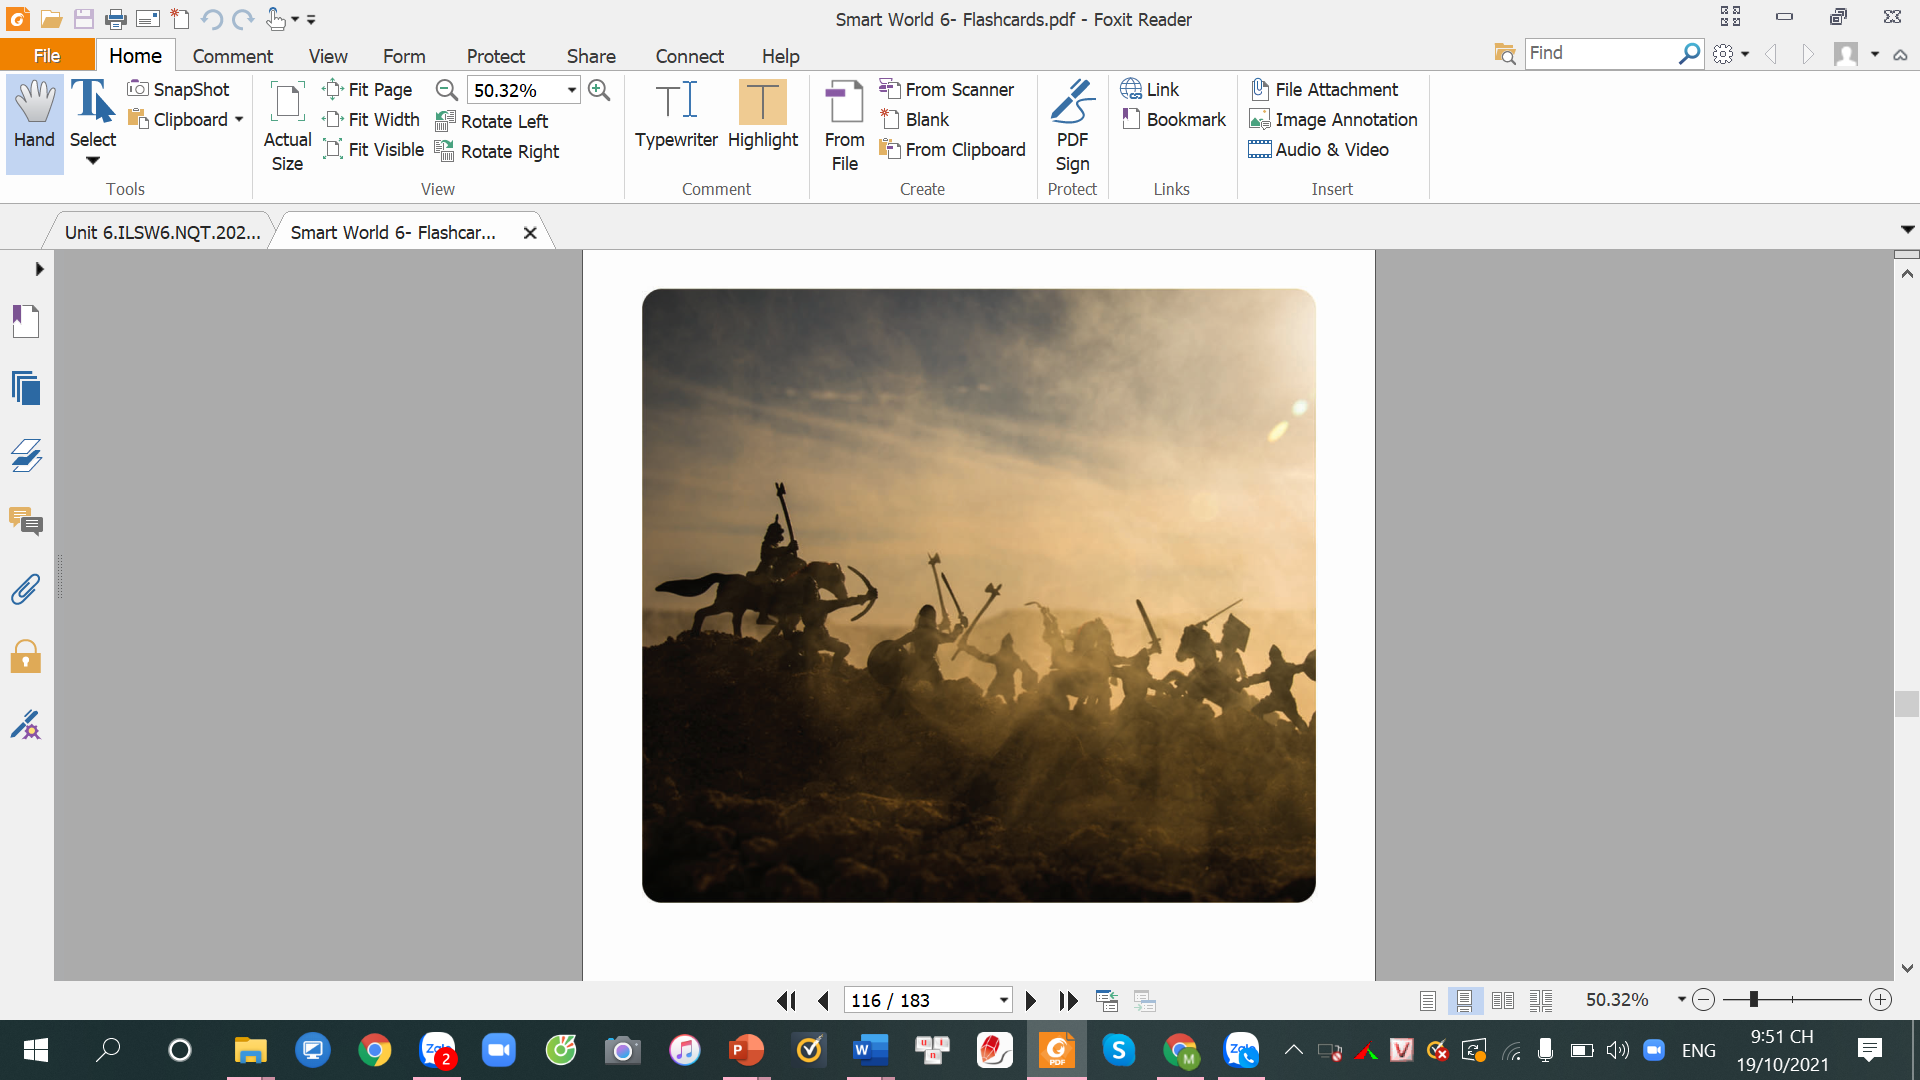 Smart World 6- Flashcards.pdf - Foxit Reader
File Home Comment View Form Protect Share Connect Help Find
Hand
Select
SnapShot
Clipboard
Tools
Actual Size
Fit Page
Fit Width
Fit Visible
50.32%
Rotate Left
Rotate Right
View
Typewriter
Highlight
Comment
From File
From Scanner
Blank
From Clipboard
Create
PDF Sign
Protect
Link
Bookmark
Links
File Attachment
Image Annotation
Audio & Video
Insert
Unit 6.ILSW6.NQT.202... Smart World 6- Flashcar...
116 / 183 50.32%
Zalo 2 P W u i n PDF S M Zalo V ENG
9:51 CH
19/10/2021